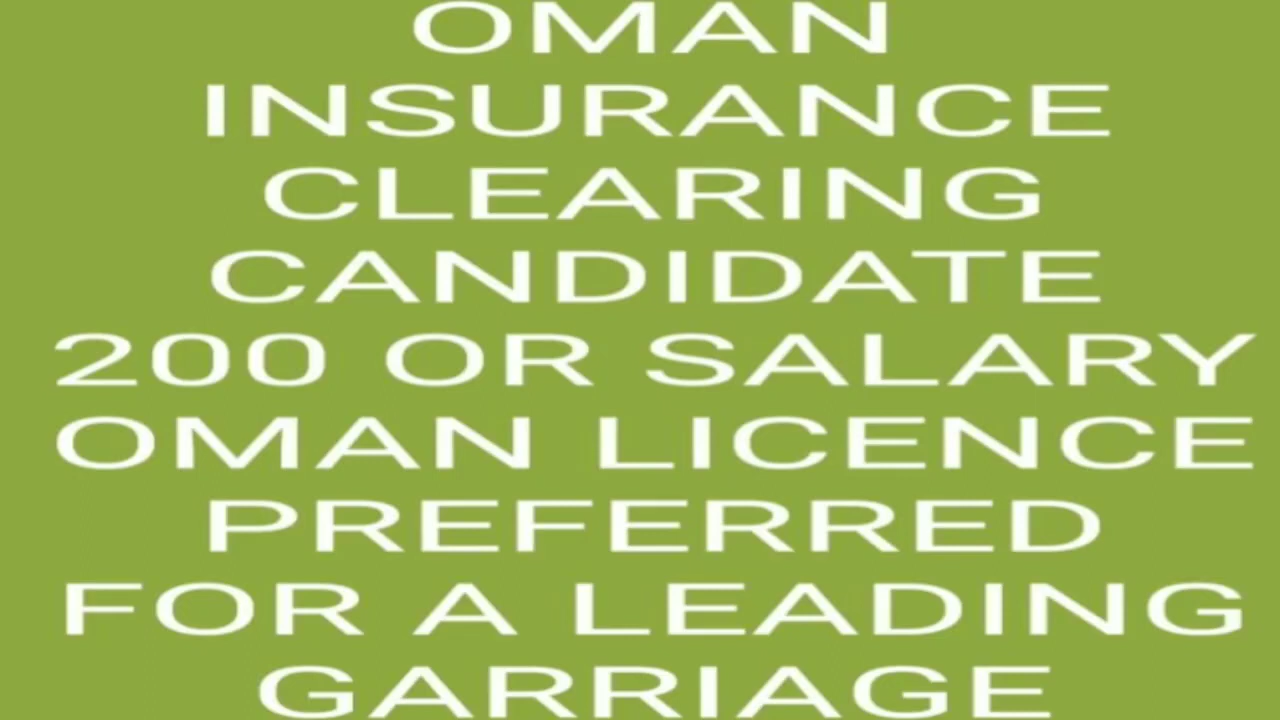 OMAN
INSURANCE
CLEARING
CANDIDATE
200 OR SALARY
OMAN LICENCE
PREFERRED
FOR A LEADING
GARRIAGE